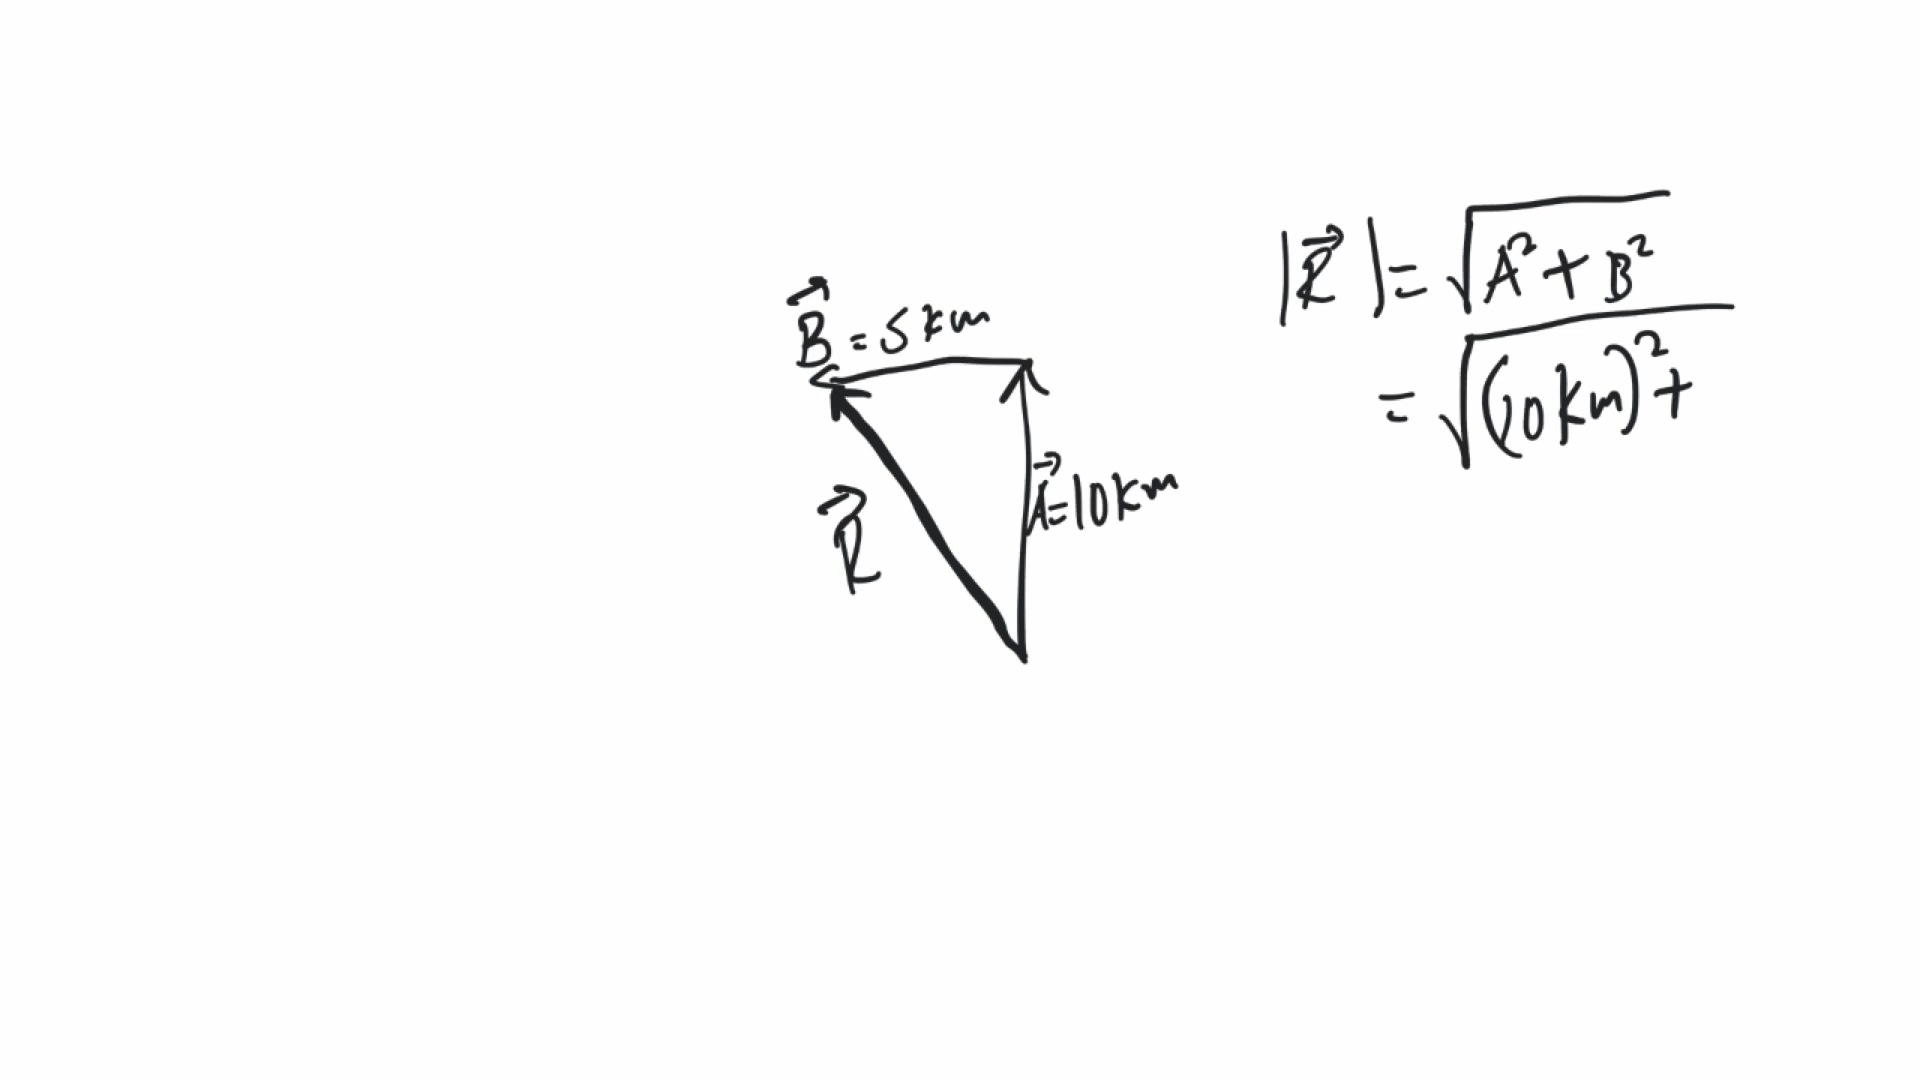 |R⃗| = √A² + B²
= √(10 km)² +
B⃗ = 5 km
A⃗ = 10 km
R⃗